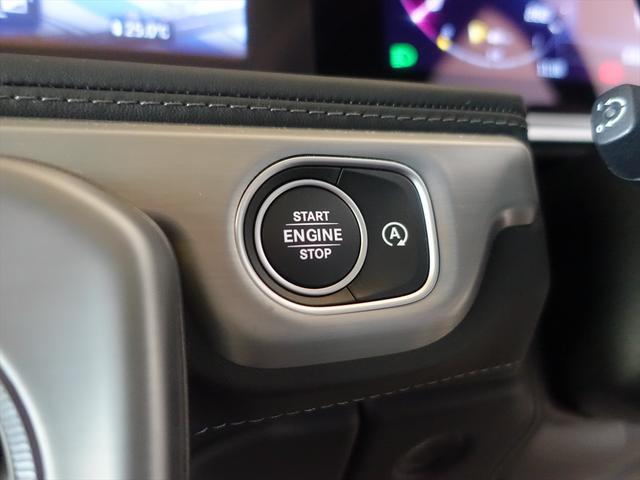 25.0°C
START
ENGINE
STOP
A